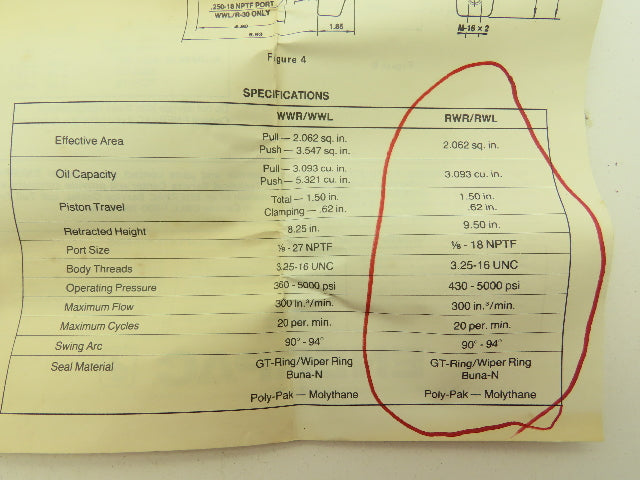 .250-18 NPTF PORT
WWL/R-30 ONLY
1.85
M-16 × 2
Figure 4
SPECIFICATIONS
WWR/WWL RWR/RWL
Effective Area Pull — 2.062 sq. in. Push — 3.547 sq. in. 2.062 sq. in.
Oil Capacity Pull — 3.093 cu. in. Push — 5.321 cu. in. 3.093 cu. in.
Piston Travel Total — 1.50 in. Clamping — .62 in. 1.50 in. .62 in.
Retracted Height 8.25 in. 9.50 in.
Port Size ⅛ - 27 NPTF ⅛ - 18 NPTF
Body Threads 3.25-16 UNC 3.25-16 UNC
Operating Pressure 360 - 5000 psi 430 - 5000 psi
Maximum Flow 300 in.³/min. 300 in.³/min.
Maximum Cycles 20 per. min. 20 per. min.
Swing Arc 90° - 94° 90° - 94°
Seal Material GT-Ring/Wiper Ring Buna-N GT-Ring/Wiper Ring Buna-N
Poly-Pak — Molythane Poly-Pak — Molythane